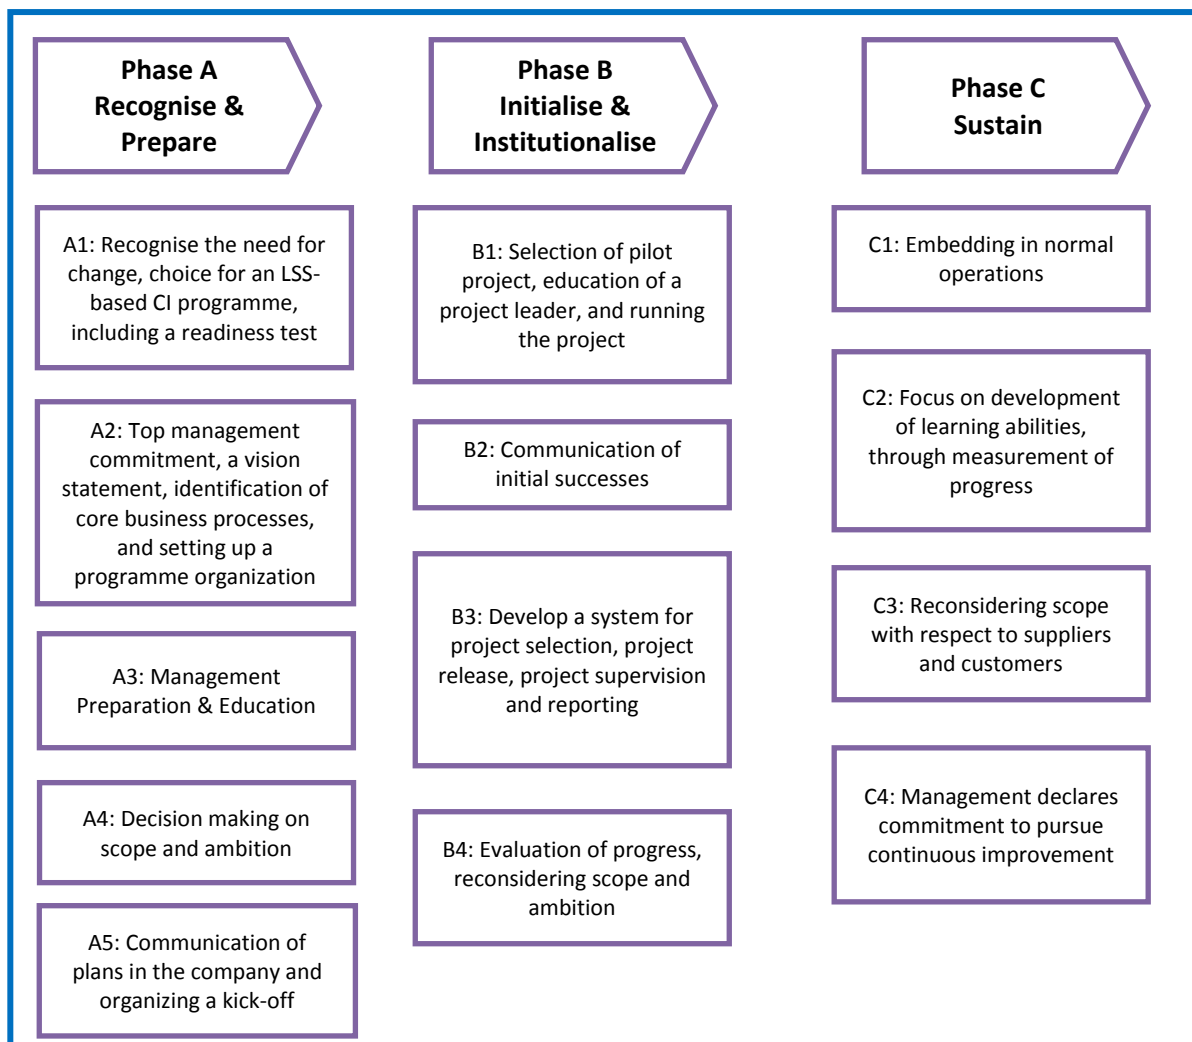 Phase A
Recognise &
Prepare
A1: Recognise the need for
change, choice for an LSS-
based CI programme,
including a readiness test
A2: Top management
commitment, a vision
statement, identification of
core business processes,
and setting up a
programme organization
A3: Management
Preparation & Education
A4: Decision making on
scope and ambition
A5: Communication of
plans in the company and
organizing a kick-off
Phase B
Initialise &
Institutionalise
B1: Selection of pilot
project, education of a
project leader, and running
the project
B2: Communication of
initial successes
B3: Develop a system for
project selection, project
release, project supervision
and reporting
B4: Evaluation of progress,
reconsidering scope and
ambition
Phase C
Sustain
C1: Embedding in normal
operations
C2: Focus on development
of learning abilities,
through measurement of
progress
C3: Reconsidering scope
with respect to suppliers
and customers
C4: Management declares
commitment to pursue
continuous improvement